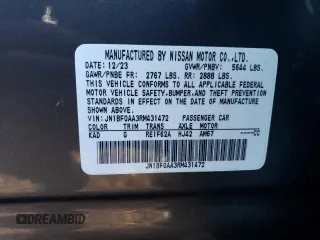 MANUFACTURED BY NISSAN MOTOR CO.,LTD.
12/23 GVWR/PNBV: 5644 LBS.
GAWR/PNBE FR: 2767 LBS. RR: 2888 LBS.
THIS VEHICLE CONFORMS TO ALL APPLICABLE FEDERAL
MOTOR VEHICLE SAFETY, BUMPER, AND THEFT PREVENTION
STANDARDS IN EFFECT ON THE DATE OF MANUFACTURE
SHOWN ABOVE.
VIN: JN1BF0AA3RM431472 PASSENGER CAR
COLOR TRIM TRANS AXLE MOTOR
KAD G RE1F62A HJ42 AM67 ----CC
JN1BF0AA3RM431472
AUTOBIDMASTER